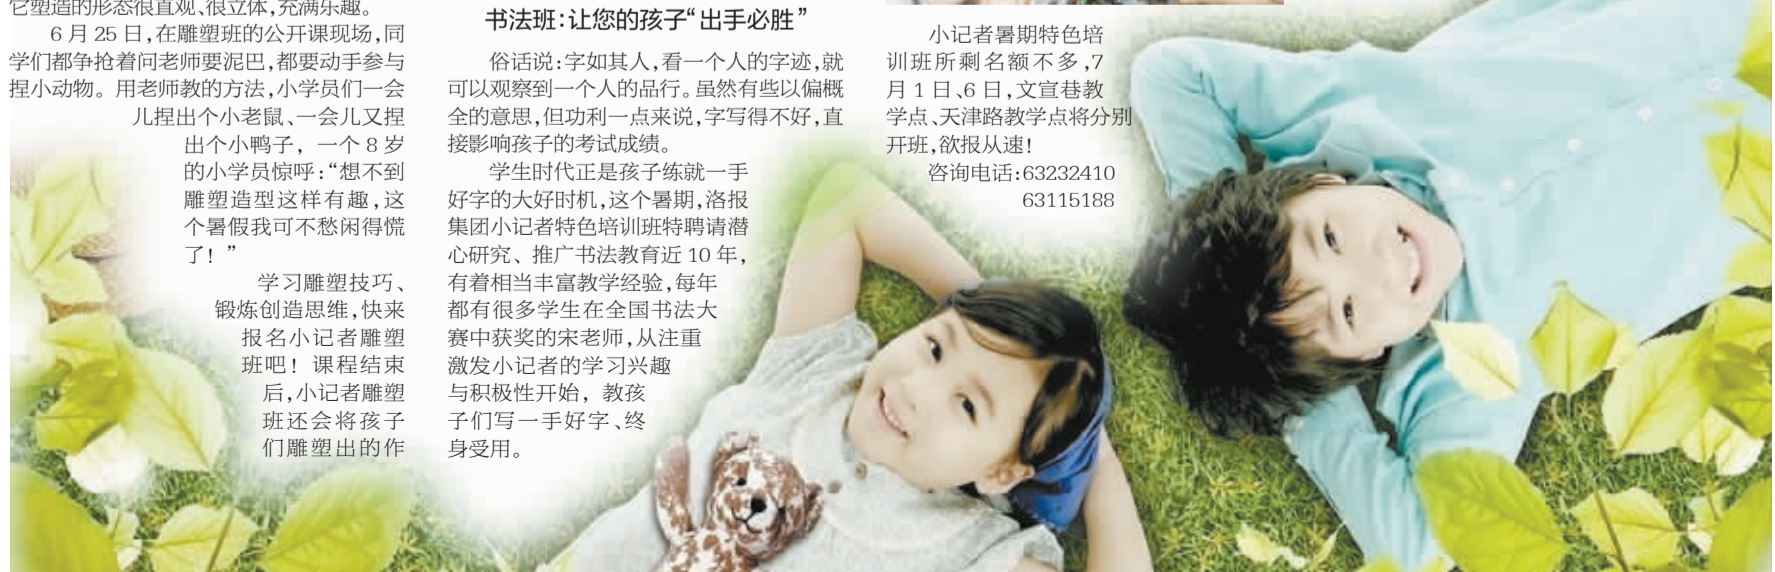 它塑造的形态很直观、很立体,充满乐趣。
6月25日,在雕塑班的公开课现场,同
学们都争抢着问老师要泥巴,都要动手参与
捏小动物。用老师教的方法,小学员们一会
儿捏出个小老鼠、一会儿又捏
出个小鸭子，一个8岁
的小学员惊呼:“想不到
雕塑造型这样有趣,这
个暑假我可不愁闲得慌
了！”
学习雕塑技巧、
锻炼创造思维,快来
报名小记者雕塑
班吧！课程结束
后,小记者雕塑
班还会将孩子
们雕塑出的作
书法班:让您的孩子“出手必胜”
俗话说:字如其人,看一个人的字迹,就
可以观察到一个人的品行。虽然有些以偏概
全的意思,但功利一点来说,字写得不好,直
接影响孩子的考试成绩。
学生时代正是孩子练就一手
好字的大好时机,这个暑期,洛报
集团小记者特色培训班特聘请潜
心研究、推广书法教育近10年,
有着相当丰富教学经验,每年
都有很多学生在全国书法大
赛中获奖的宋老师,从注重
激发小记者的学习兴趣
与积极性开始，教孩
子们写一手好字、终
身受用。
小记者暑期特色培
训班所剩名额不多,7
月1日、6日,文宣巷教
学点、天津路教学点将分别
开班,欲报从速!
咨询电话:63232410
63115188